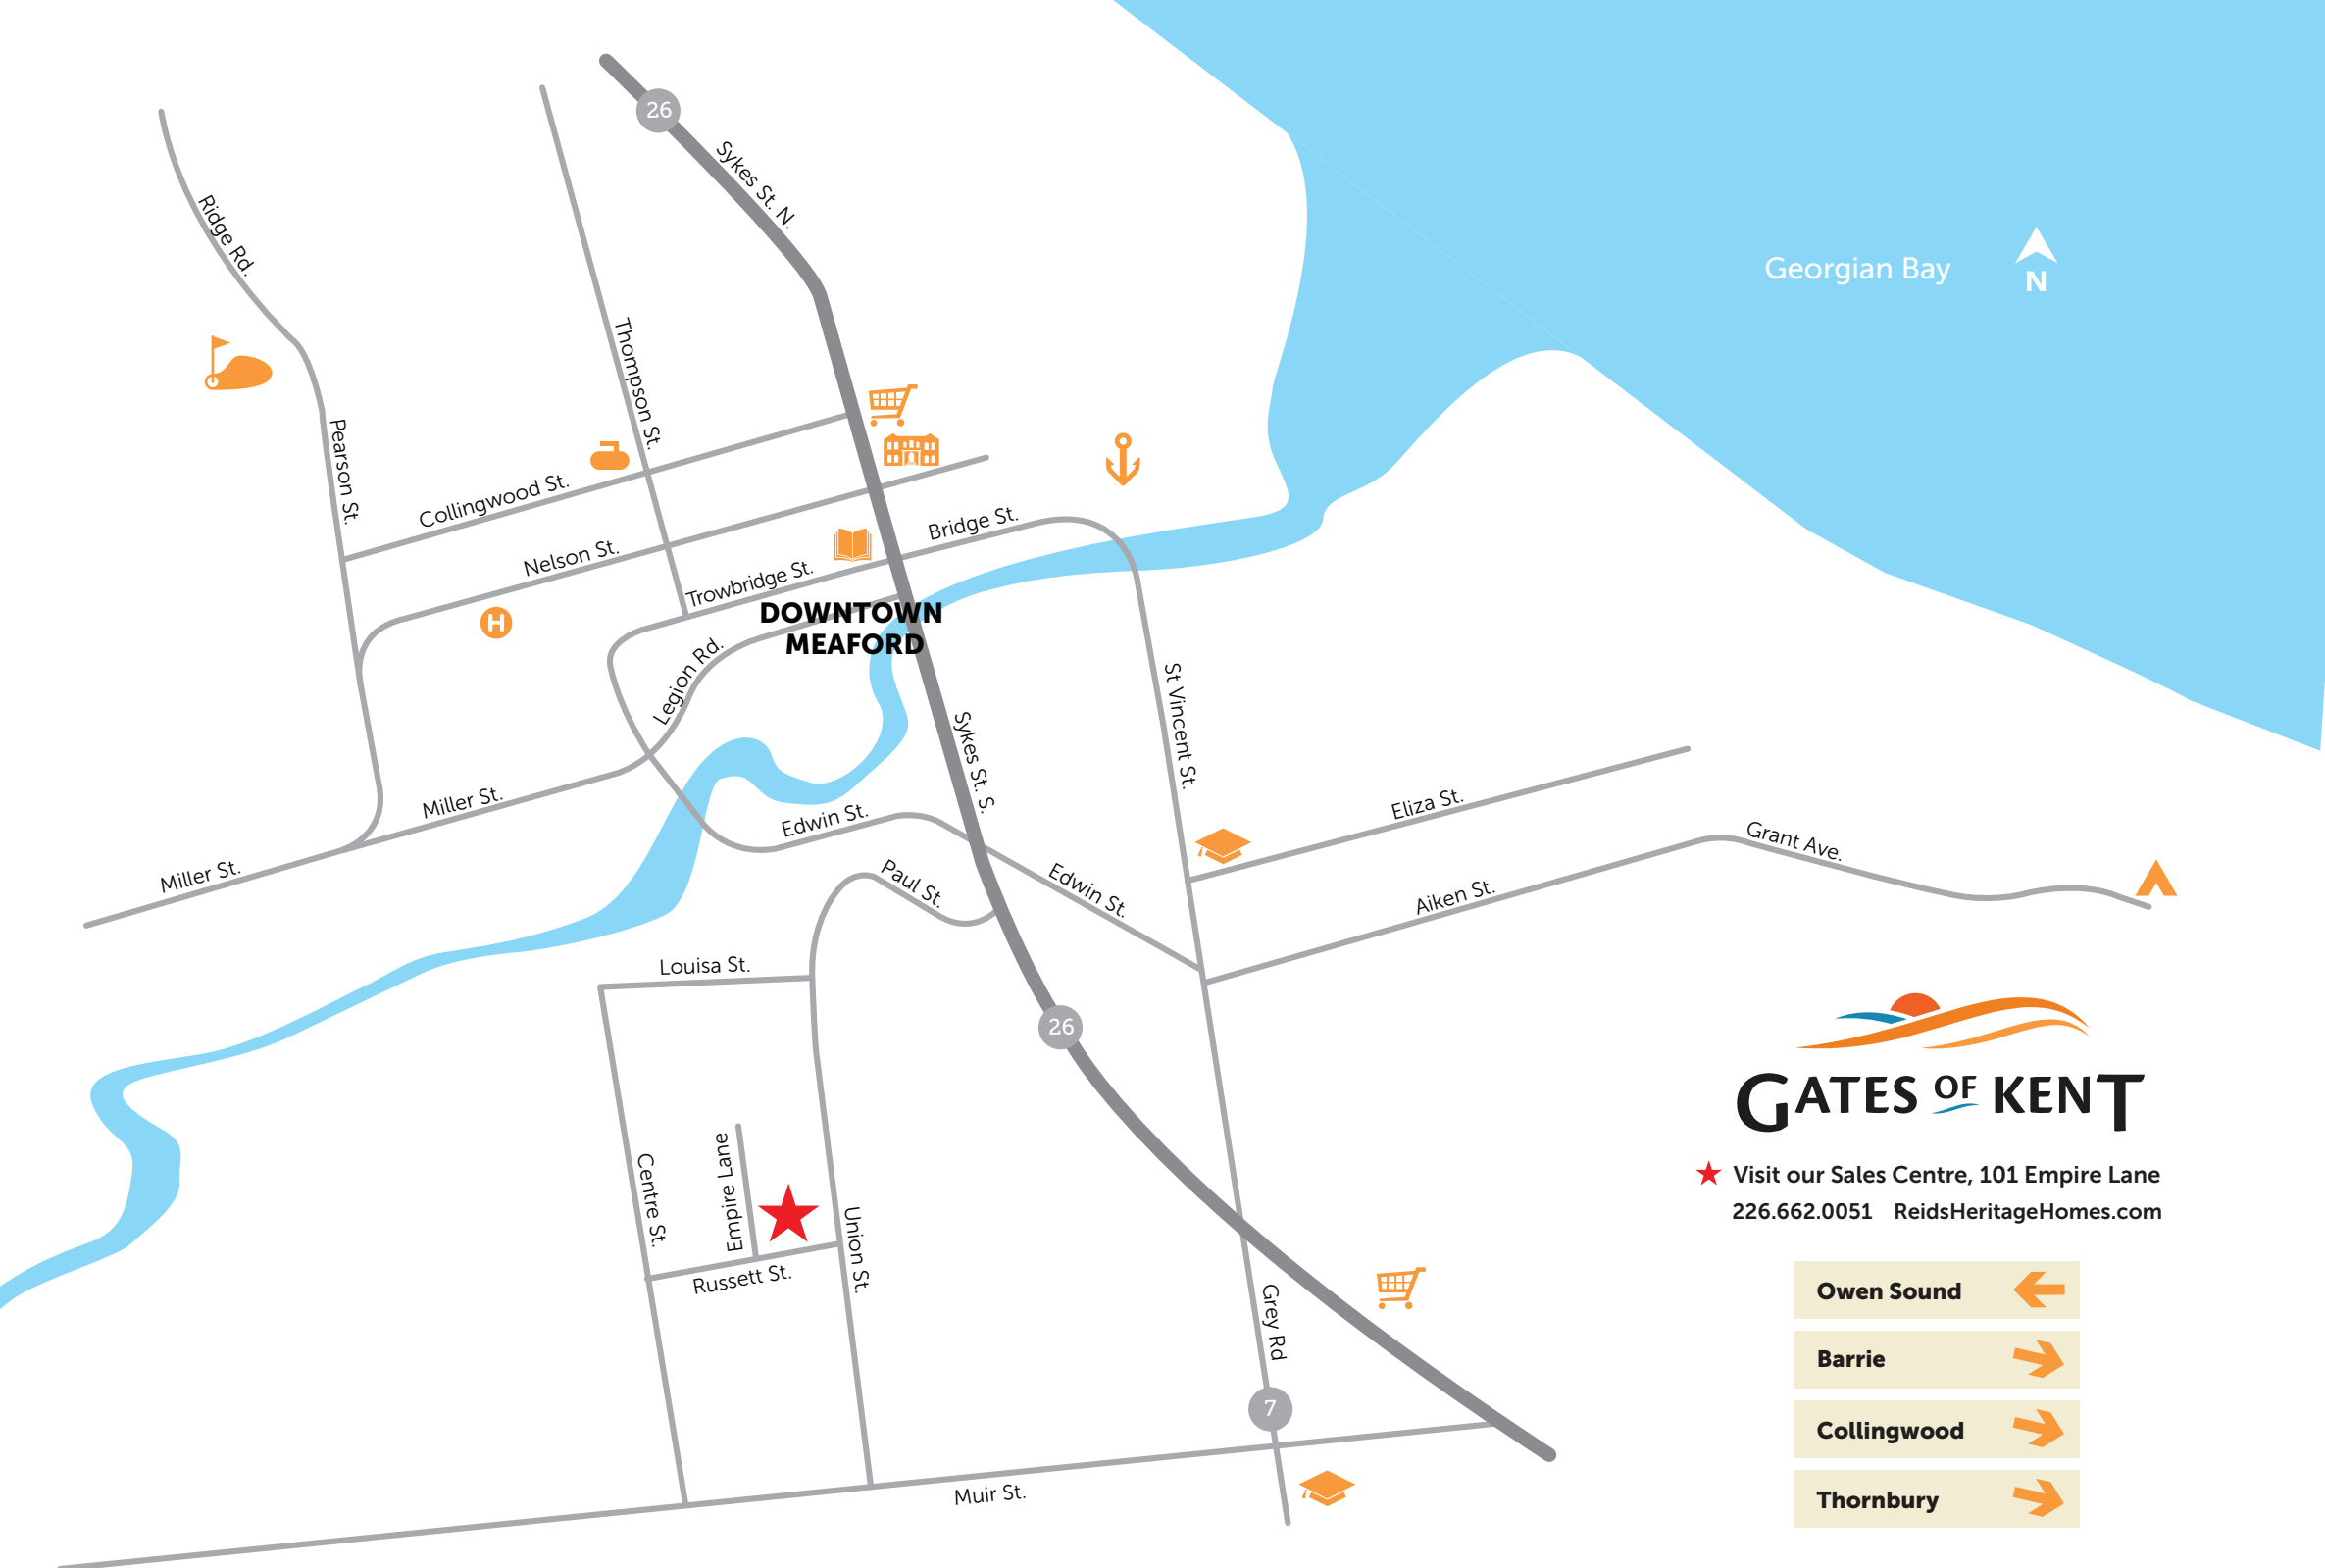 26
Sykes St. N.
Ridge Rd.
Georgian Bay
N
Thompson St.
Pearson St.
Collingwood St.
Nelson St.
Bridge St.
Trowbridge St.
H
DOWNTOWN
MEAFORD
Legion Rd.
St Vincent St.
Sykes St. S.
Miller St.
Edwin St.
Eliza St.
Grant Ave.
Miller St.
Paul St.
Edwin St.
Aiken St.
Louisa St.
26
GATES OF KENT
Visit our Sales Centre, 101 Empire Lane
226.662.0051 ReidsHeritageHomes.com
Centre St.
Empire Lane
Union St.
Russett St.
Grey Rd
7
Muir St.
Owen Sound
Barrie
Collingwood
Thornbury